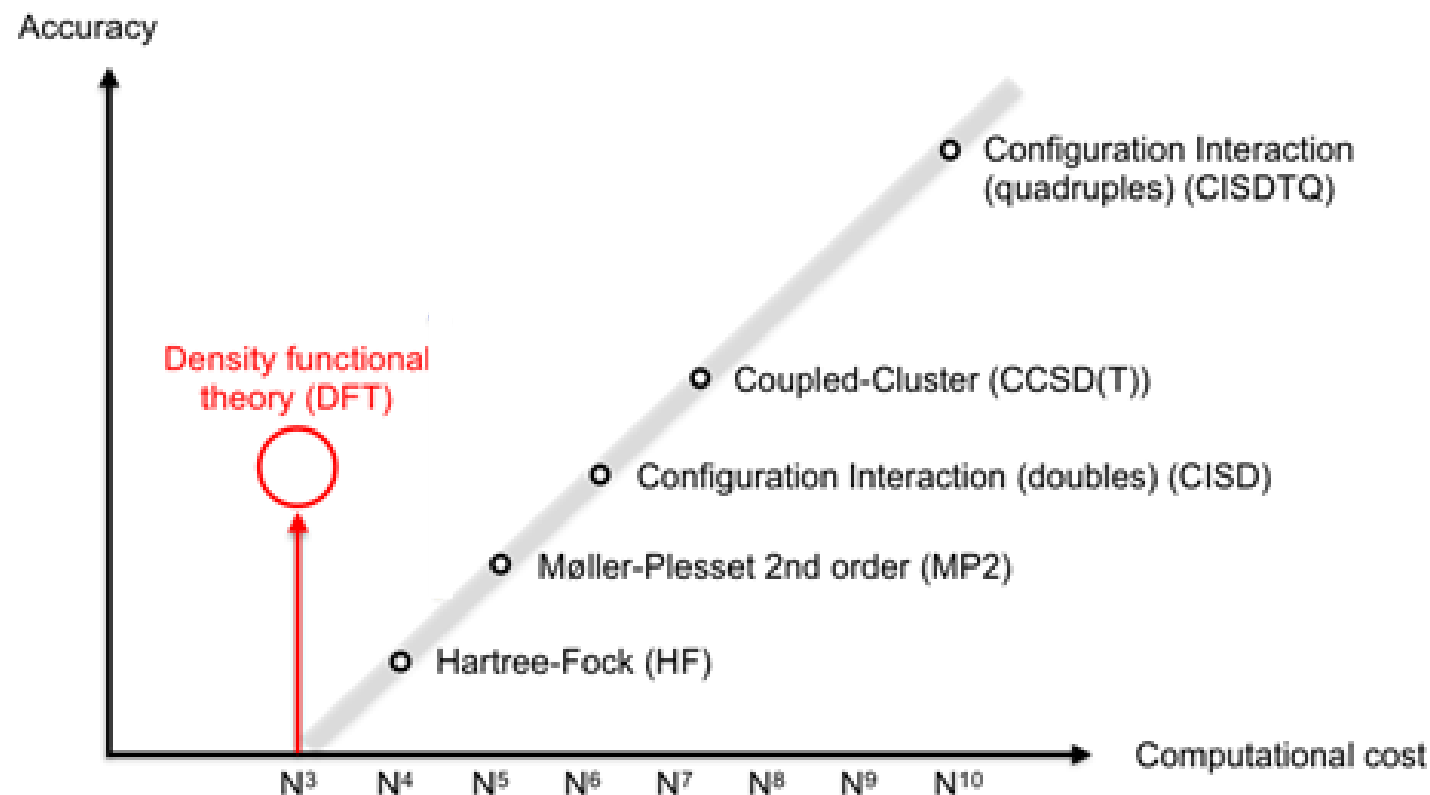 Accuracy
Configuration Interaction
(quadruples) (CISDTQ)
Density functional
theory (DFT)
Coupled-Cluster (CCSD(T))
Configuration Interaction (doubles) (CISD)
Møller-Plesset 2nd order (MP2)
Hartree-Fock (HF)
Computational cost
N³ N⁴ N⁵ N⁶ N⁷ N⁸ N⁹ N¹⁰